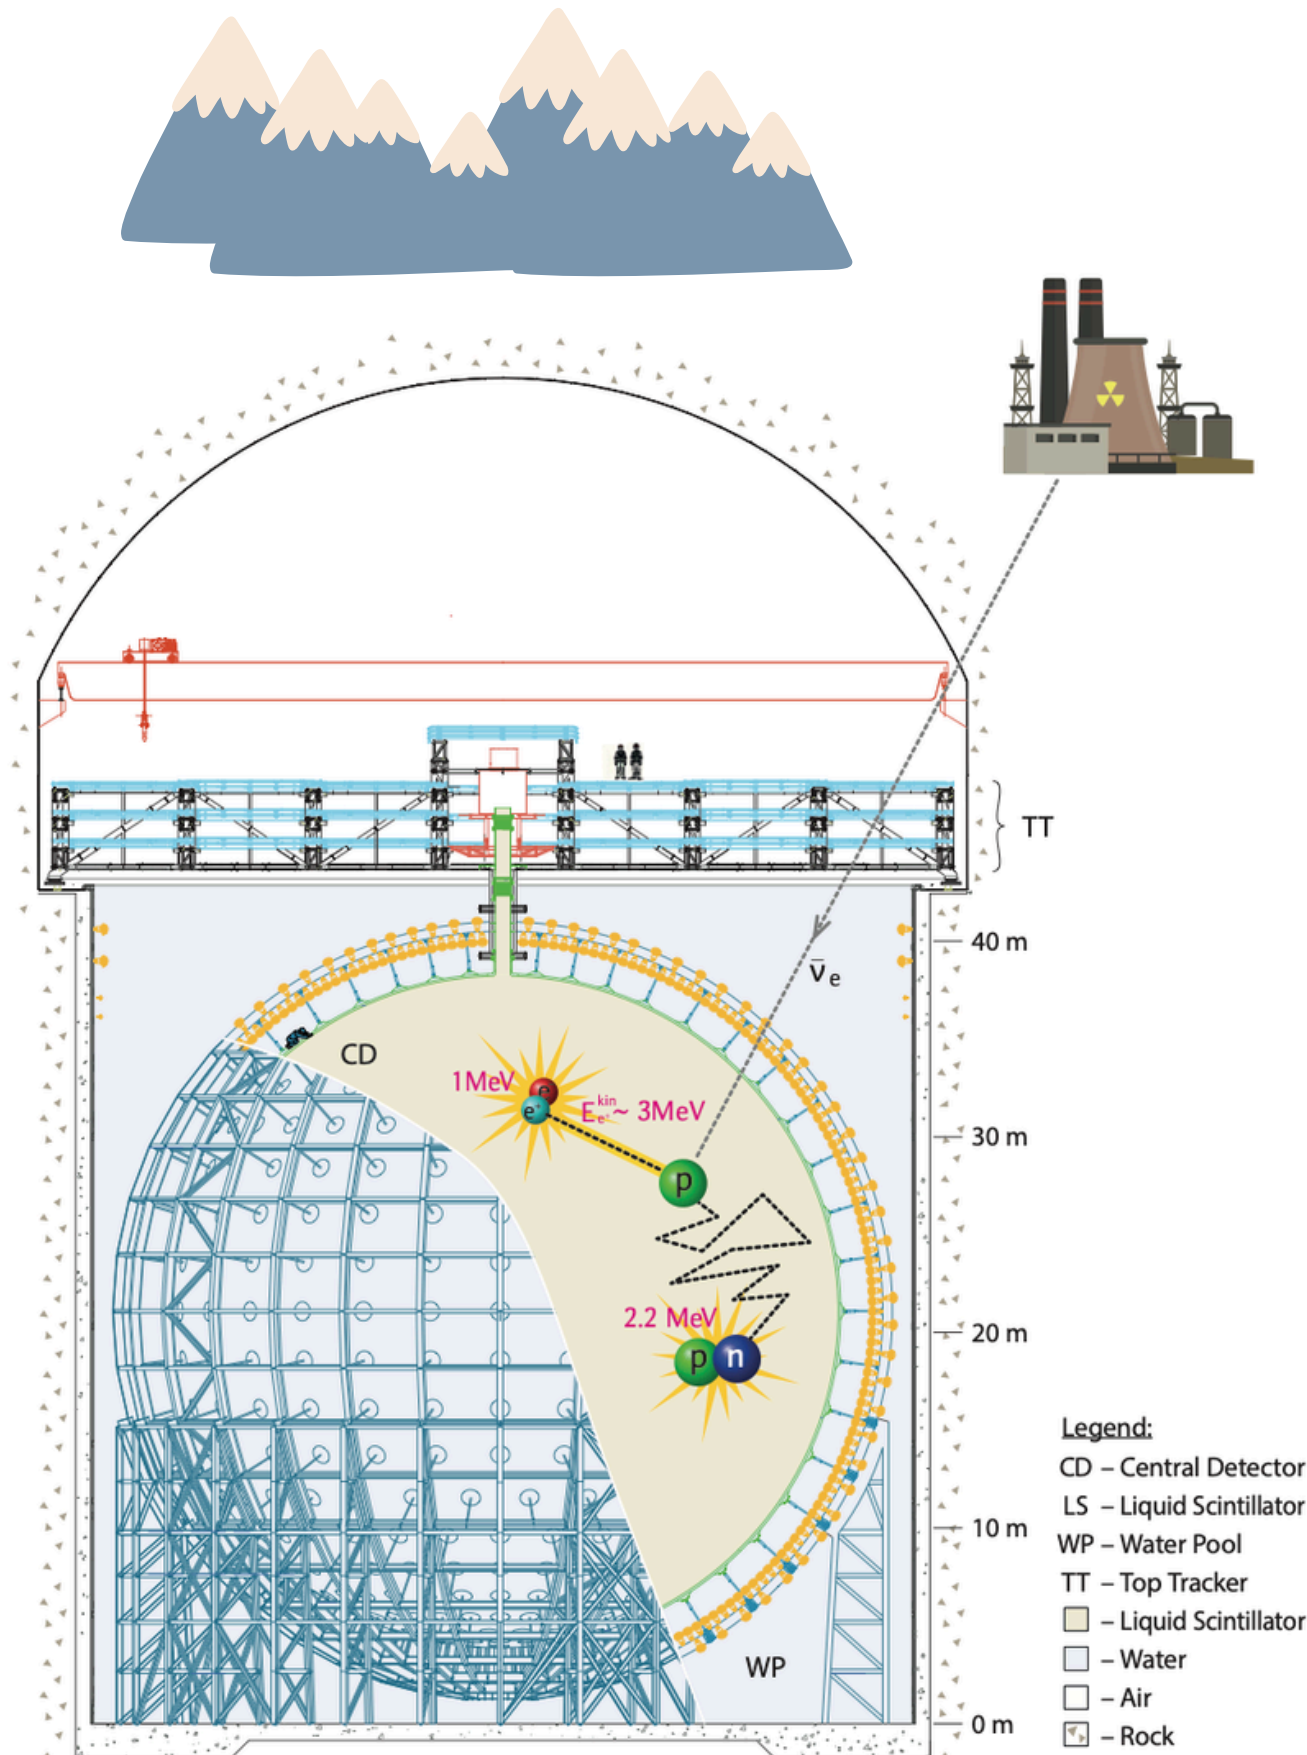 TT
40 m
ν̄e
CD
1MeV
e
e⁺
E kin e⁺ ~ 3MeV
30 m
p
2.2 MeV
20 m
p n
Legend:
CD – Central Detector
LS – Liquid Scintillator
10 m
WP – Water Pool
TT – Top Tracker
– Liquid Scintillator
WP
– Water
– Air
0 m
– Rock